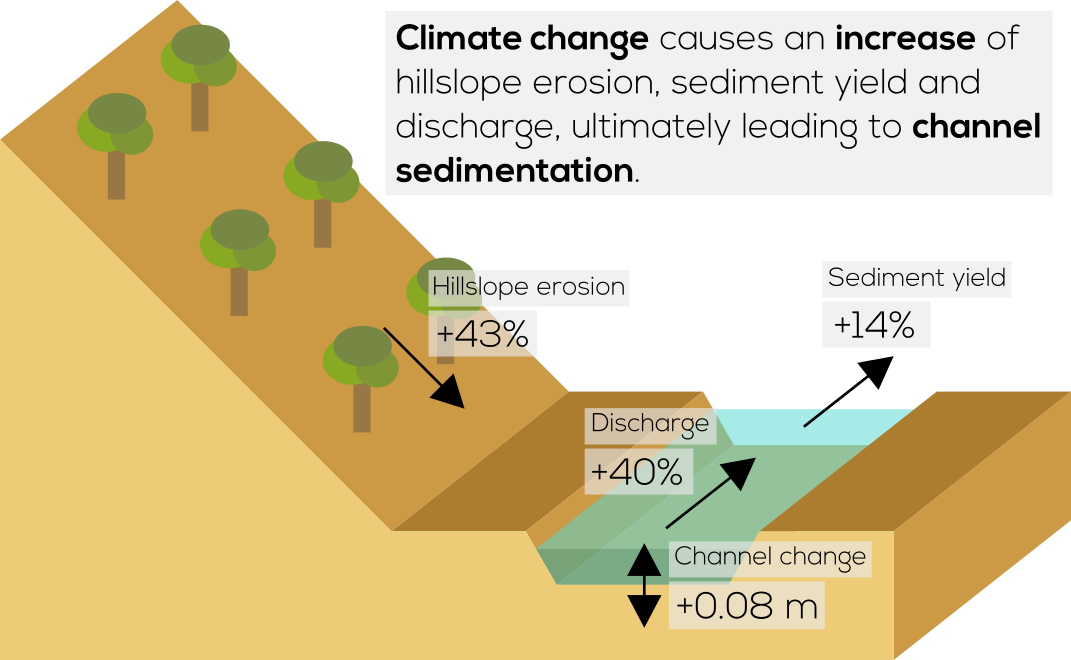 Climate change causes an increase of
hillslope erosion, sediment yield and
discharge, ultimately leading to channel
sedimentation.
Hillslope erosion
+43%
Sediment yield
+14%
Discharge
+40%
Channel change
+0.08 m